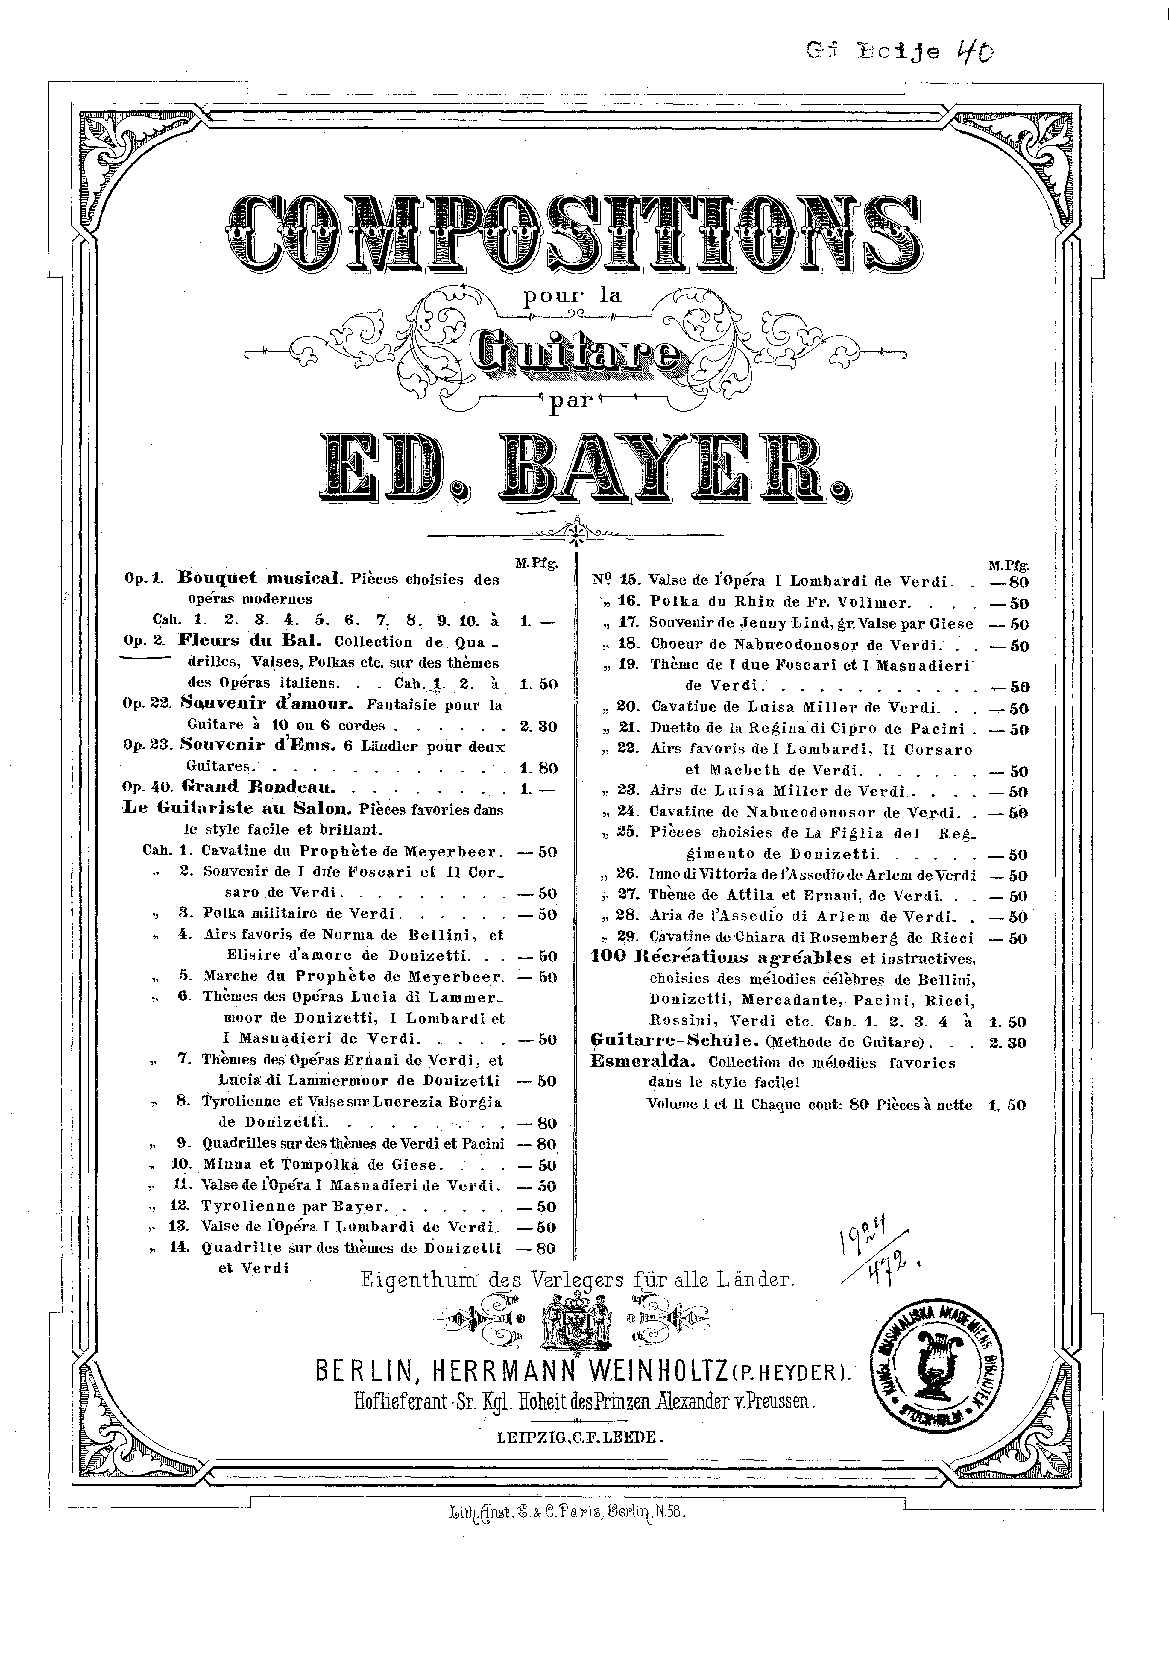 Gf Boije 40
COMPOSITIONS
pour la
Guitare
par
ED. BAYER.
M.Pfg.
Op. 1. Bouquet musical. Pièces choisies des
opéras modernes
Cah. 1. 2. 3. 4. 5. 6. 7. 8. 9. 10. à 1. —
Op. 2. Fleurs du Bal. Collection de Qua-
drilles, Valses, Polkas etc. sur des thèmes
des Opéras italiens. . . Cah. 1. 2. à 1. 50
Op. 22. Souvenir d'amour. Fantaisie pour la
Guitare à 10 ou 6 cordes . . . . . . 2. 30
Op. 23. Souvenir d'Ems. 6 Ländler pour deux
Guitares. . . . . . . . . . . . . 1. 80
Op. 40. Grand Rondeau. . . . . . . . . . 1. —
Le Guitariste au Salon. Pièces favories dans
le style facile et brillant.
Cah. 1. Cavatine du Prophète de Meyerbeer. — 50
„ 2. Souvenir de I due Foscari et Il Cor-
saro de Verdi . . . . . . . . . . — 50
„ 3. Polka militaire de Verdi . . . . . . — 50
„ 4. Airs favoris de Norma de Bellini, et
Elisire d'amore de Donizetti. . . — 50
„ 5. Marche du Prophète de Meyerbeer. — 50
„ 6. Thèmes des Opéras Lucia di Lammer-
moor de Donizetti, I Lombardi et
I Masnadieri de Verdi. . . . . — 50
„ 7. Thèmes des Opéras Ernani de Verdi, et
Lucia di Lammermoor de Donizetti — 50
„ 8. Tyrolienne et Valse sur Lucrezia Borgia
de Donizetti. . . . . . . . . . — 80
„ 9. Quadrilles sur des thèmes de Verdi et Pacini — 80
„ 10. Minna et Tompolka de Giese. . . . — 50
„ 11. Valse de l'Opéra I Masnadieri de Verdi. — 50
„ 12. Tyrolienne par Bayer. . . . . . . — 50
„ 13. Valse de l'Opéra I Lombardi de Verdi. . — 50
„ 14. Quadrille sur des thèmes de Donizetti — 80
et Verdi
M.Pfg.
Nº 15. Valse de l'Opéra I Lombardi de Verdi. . — 80
„ 16. Polka du Rhin de Fr. Vollmer. . . . — 50
„ 17. Souvenir de Jenny Lind, gr. Valse par Giese — 50
„ 18. Choeur de Nabucodonosor de Verdi. . . — 50
„ 19. Thème de I due Foscari et I Masnadieri
de Verdi. . . . . . . . . . . . — 50
„ 20. Cavatine de Luisa Miller de Verdi. . . — 50
„ 21. Duetto de la Regina di Cipro de Pacini . — 50
„ 22. Airs favoris de I Lombardi, Il Corsaro
et Macbeth de Verdi. . . . . . . — 50
„ 23. Airs de Luisa Miller de Verdi. . . . . — 50
„ 24. Cavatine de Nabucodonosor de Verdi. . — 50
„ 25. Pièces choisies de La Figlia del Reg-
gimento de Donizetti. . . . . . — 50
„ 26. Inno di Vittoria de l'Assedio de Arlem de Verdi — 50
„ 27. Thème de Attila et Ernani, de Verdi. . . — 50
„ 28. Aria de l'Assedio di Arlem de Verdi. . — 50
„ 29. Cavatine de Chiara di Rosemberg de Ricci — 50
100 Récréations agréables et instructives,
choisies des mélodies célèbres de Bellini,
Donizetti, Mercadante, Pacini, Ricci,
Rossini, Verdi etc. Cah. 1. 2. 3. 4 à 1. 50
Guitarre-Schule. (Methode de Guitare) . . . 2. 30
Esmeralda. Collection de mélodies favories
dans le style facile!
Volume I et II Chaque cont: 80 Pièces à nette 1. 50
1924/472.
Eigenthum des Verlegers für alle Länder.
BERLIN, HERRMANN WEINHOLTZ (P. HEYDER).
Hoflieferant Sr. Kgl. Hoheit des Prinzen Alexander v. Preussen.
LEIPZIG, C.F. LEEDE.
KUNGL. MUSIKALISKA AKADEMIENS BIBLIOTEK
STOCKHOLM
Lith. Anst. E. & C. Paris, Berlin, N. 58.